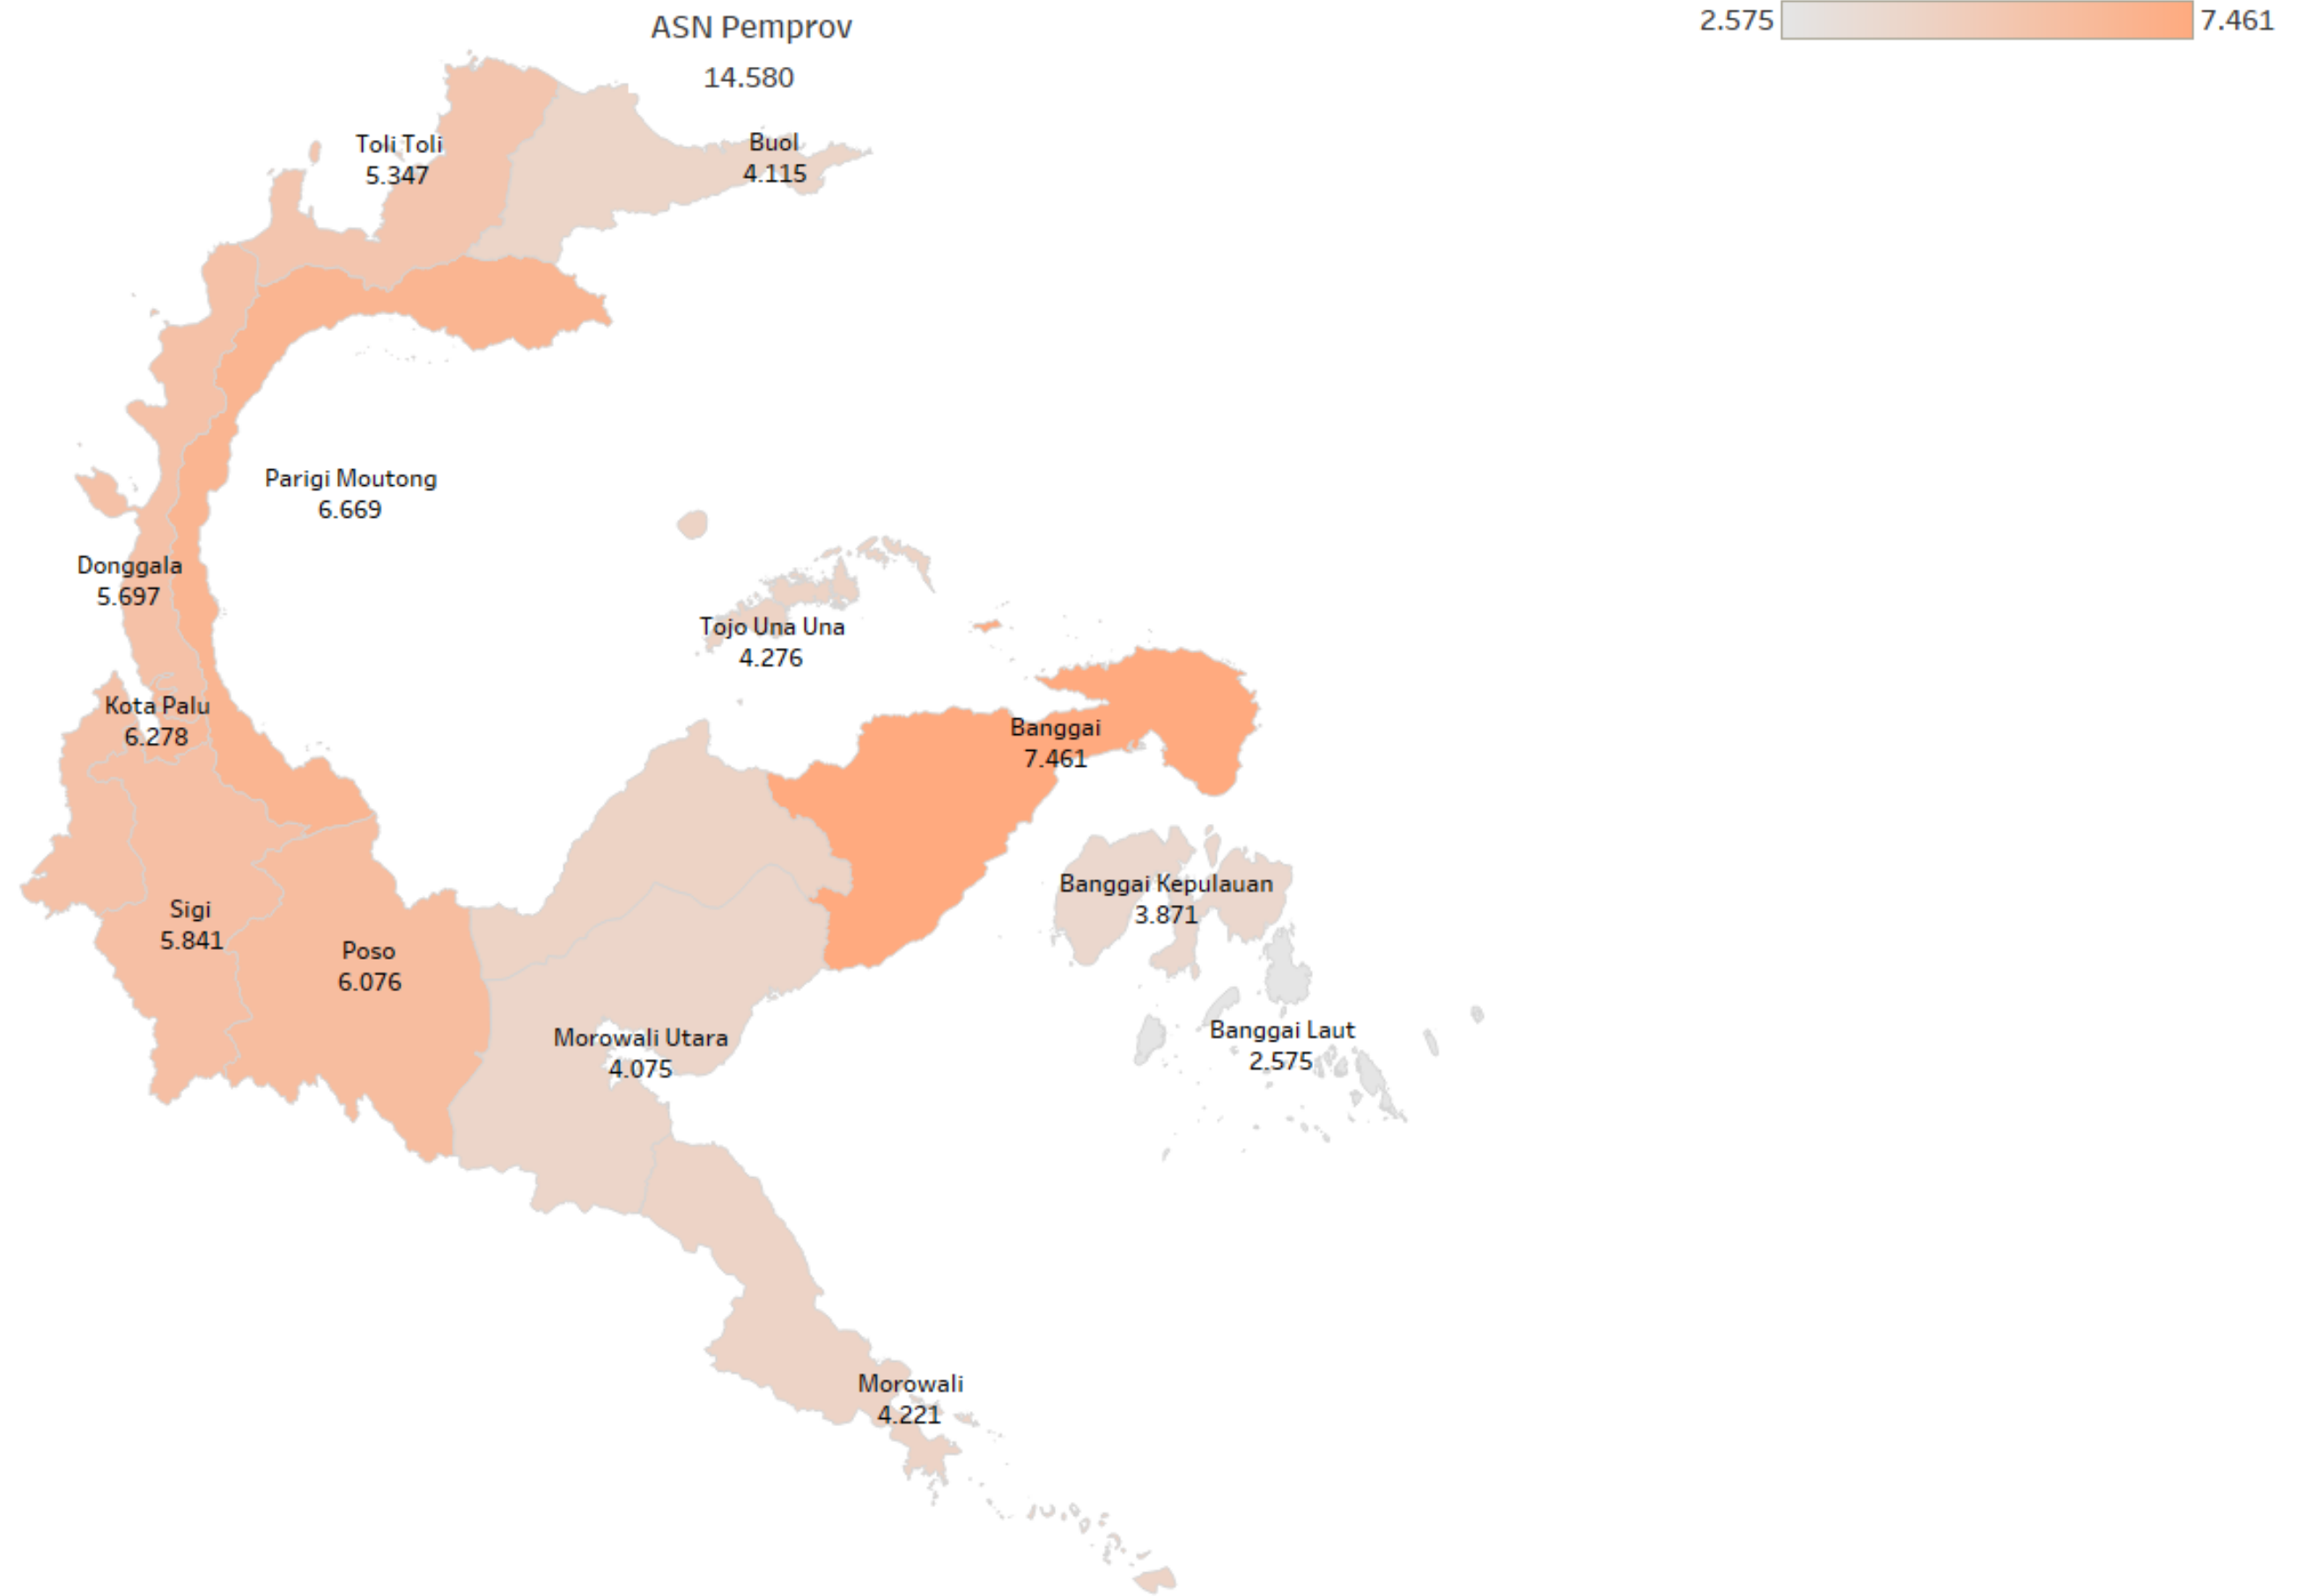 ASN Pemprov
14.580
2.575
7.461
Toli Toli
5.347
Buol
4.115
Parigi Moutong
6.669
Donggala
5.697
Tojo Una Una
4.276
Kota Palu
6.278
Banggai
7.461
Banggai Kepulauan
3.871
Sigi
5.841
Poso
6.076
Banggai Laut
2.575
Morowali Utara
4.075
Morowali
4.221